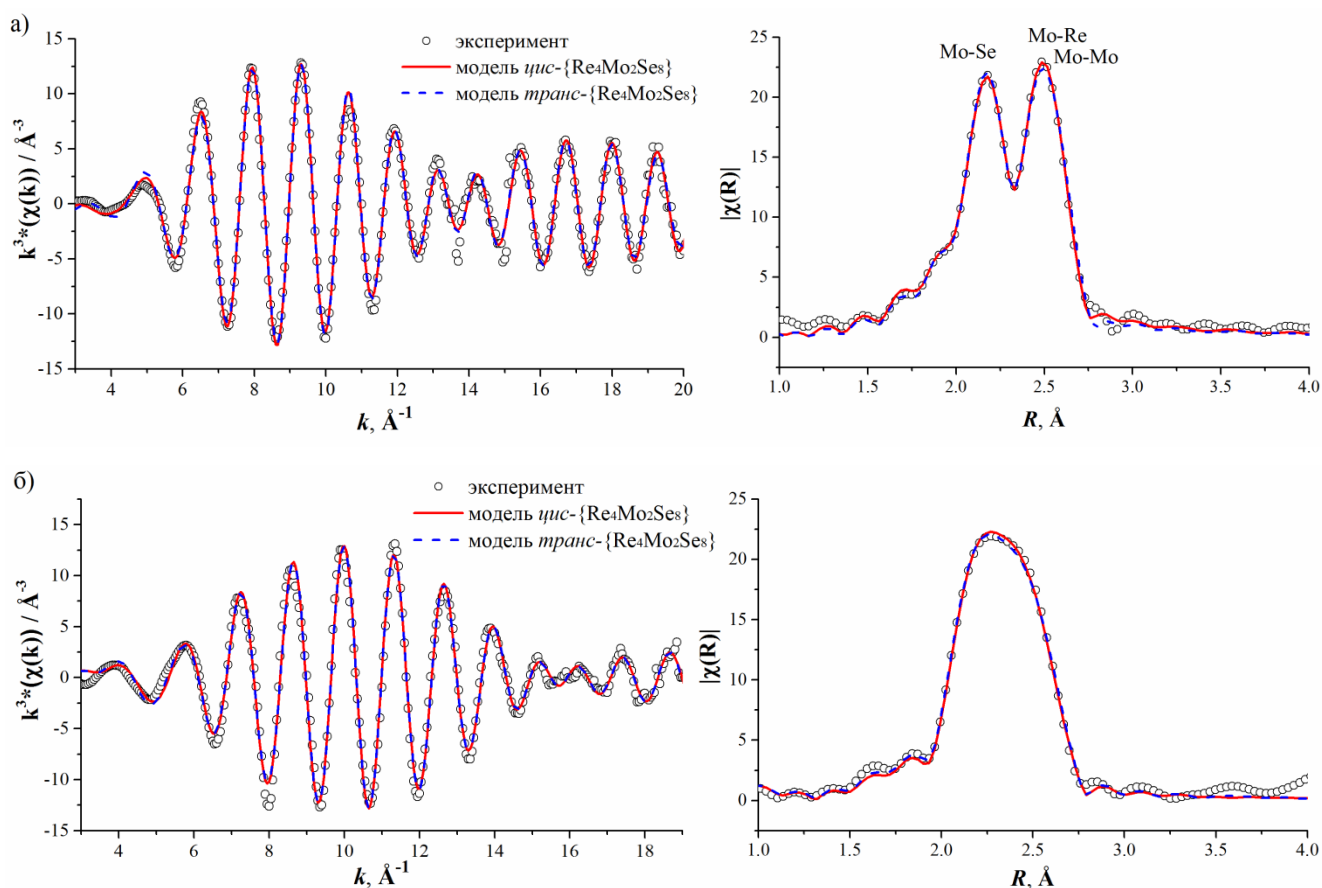 а)
эксперимент
модель цис-{Re₄Mo₂Se₈}
модель транс-{Re₄Mo₂Se₈}
k³*(χ(k)) / Å⁻³
15
10
5
0
-5
-10
-15
4 6 8 10 12 14 16 18 20
k, Å⁻¹
Mo-Se
Mo-Re
Mo-Mo
|χ(R)|
25
20
15
10
5
0
1.0 1.5 2.0 2.5 3.0 3.5 4.0
R, Å
б)
эксперимент
модель цис-{Re₄Mo₂Se₈}
модель транс-{Re₄Mo₂Se₈}
k³*(χ(k)) / Å⁻³
15
10
5
0
-5
-10
-15
4 6 8 10 12 14 16 18
k, Å⁻¹
|χ(R)|
25
20
15
10
5
0
1.0 1.5 2.0 2.5 3.0 3.5 4.0
R, Å